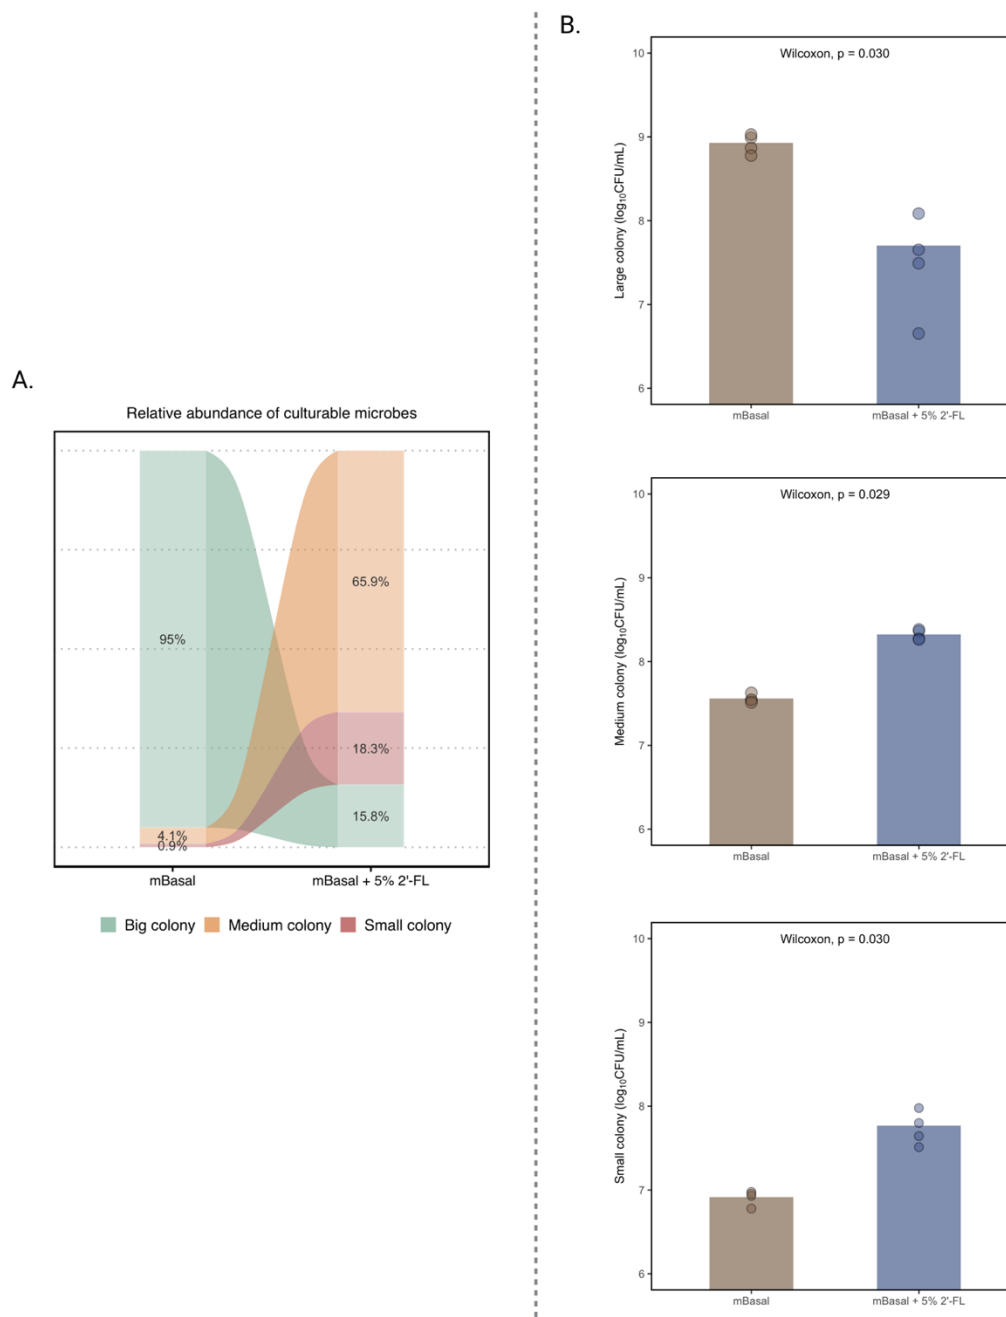 A.
Relative abundance of culturable microbes
95%
4.1%
0.9%
65.9%
18.3%
15.8%
mBasal
mBasal + 5% 2'-FL
Big colony
Medium colony
Small colony
B.
Wilcoxon, p = 0.030
Large colony (log₁₀CFU/mL)
10
9
8
7
6
mBasal
mBasal + 5% 2'-FL
Wilcoxon, p = 0.029
Medium colony (log₁₀CFU/mL)
10
9
8
7
6
mBasal
mBasal + 5% 2'-FL
Wilcoxon, p = 0.030
Small colony (log₁₀CFU/mL)
10
9
8
7
6
mBasal
mBasal + 5% 2'-FL